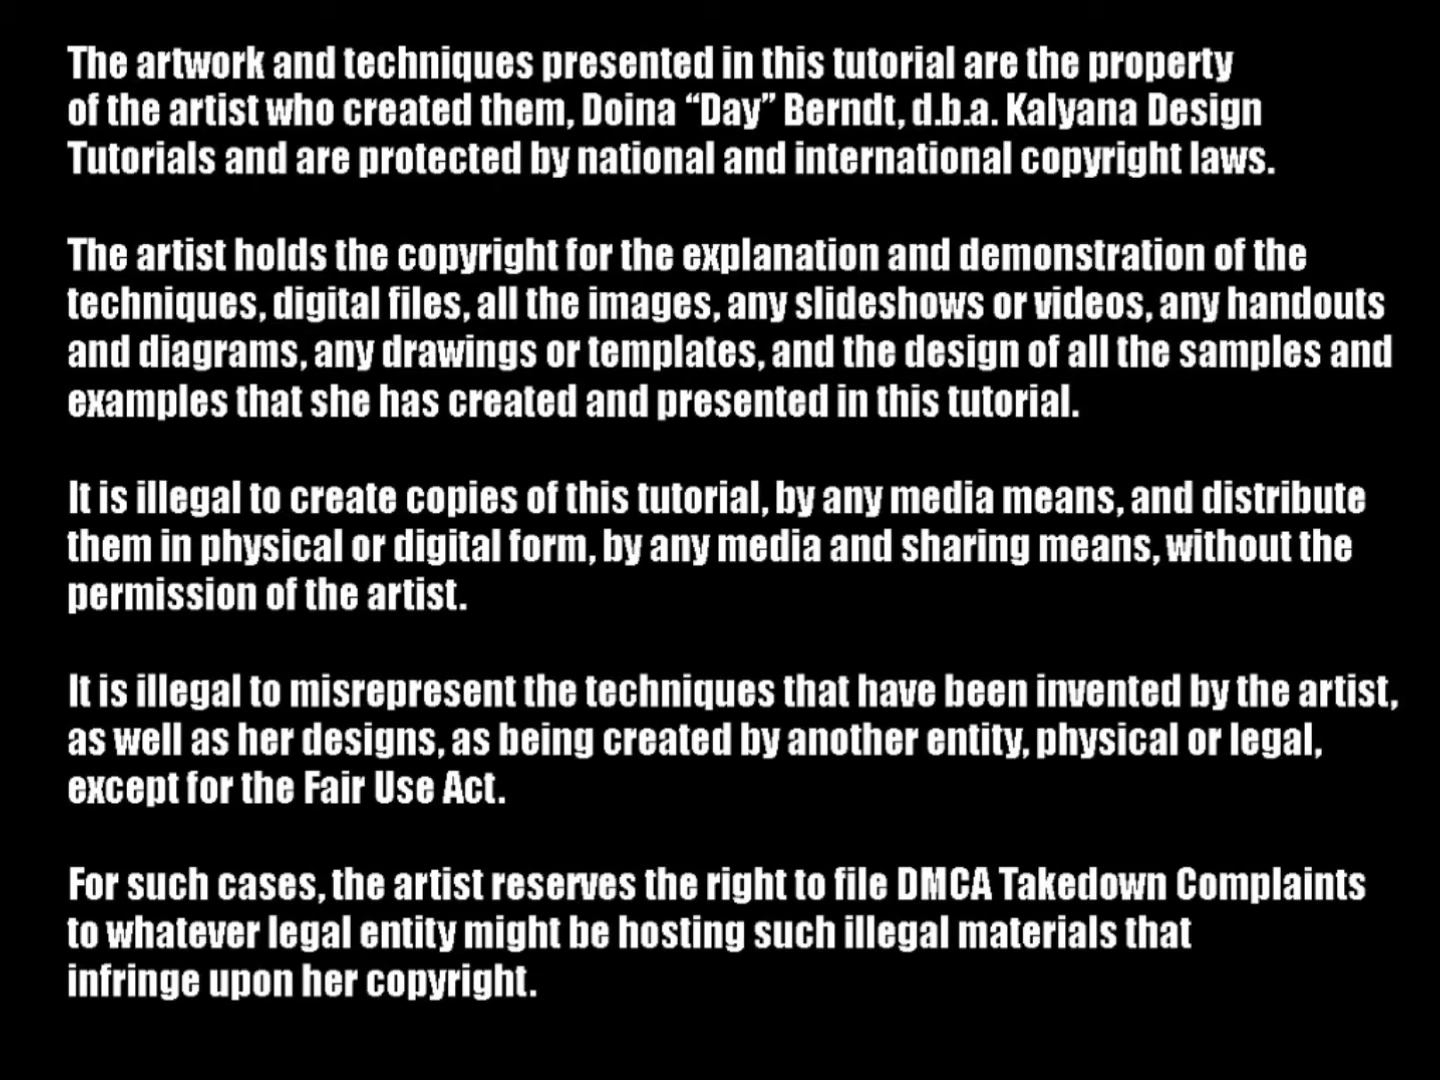 The artwork and techniques presented in this tutorial are the property
of the artist who created them, Doina “Day” Berndt, d.b.a. Kalyana Design
Tutorials and are protected by national and international copyright laws.
The artist holds the copyright for the explanation and demonstration of the
techniques, digital files, all the images, any slideshows or videos, any handouts
and diagrams, any drawings or templates, and the design of all the samples and
examples that she has created and presented in this tutorial.
It is illegal to create copies of this tutorial, by any media means, and distribute
them in physical or digital form, by any media and sharing means, without the
permission of the artist.
It is illegal to misrepresent the techniques that have been invented by the artist,
as well as her designs, as being created by another entity, physical or legal,
except for the Fair Use Act.
For such cases, the artist reserves the right to file DMCA Takedown Complaints
to whatever legal entity might be hosting such illegal materials that
infringe upon her copyright.